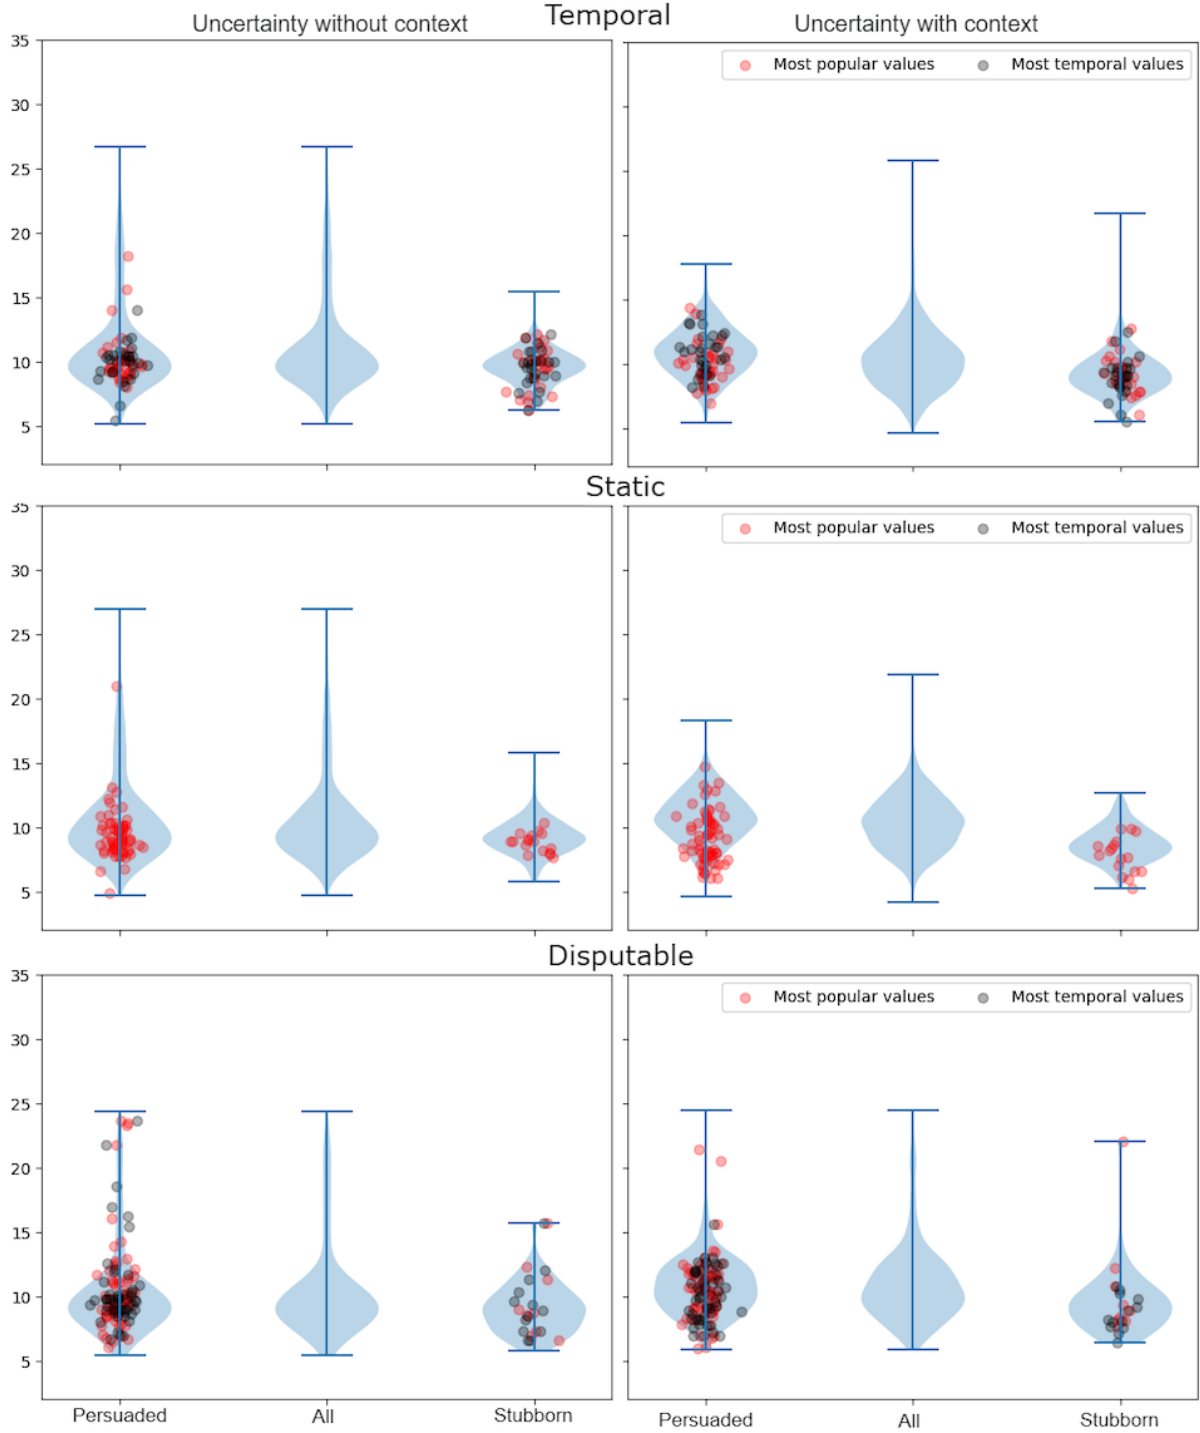 Temporal
Uncertainty without context
Uncertainty with context
35
30
25
20
15
10
5
Most popular values
Most temporal values
Static
35
30
25
20
15
10
5
Most popular values
Most temporal values
Disputable
35
30
25
20
15
10
5
Most popular values
Most temporal values
Persuaded All Stubborn
Persuaded All Stubborn